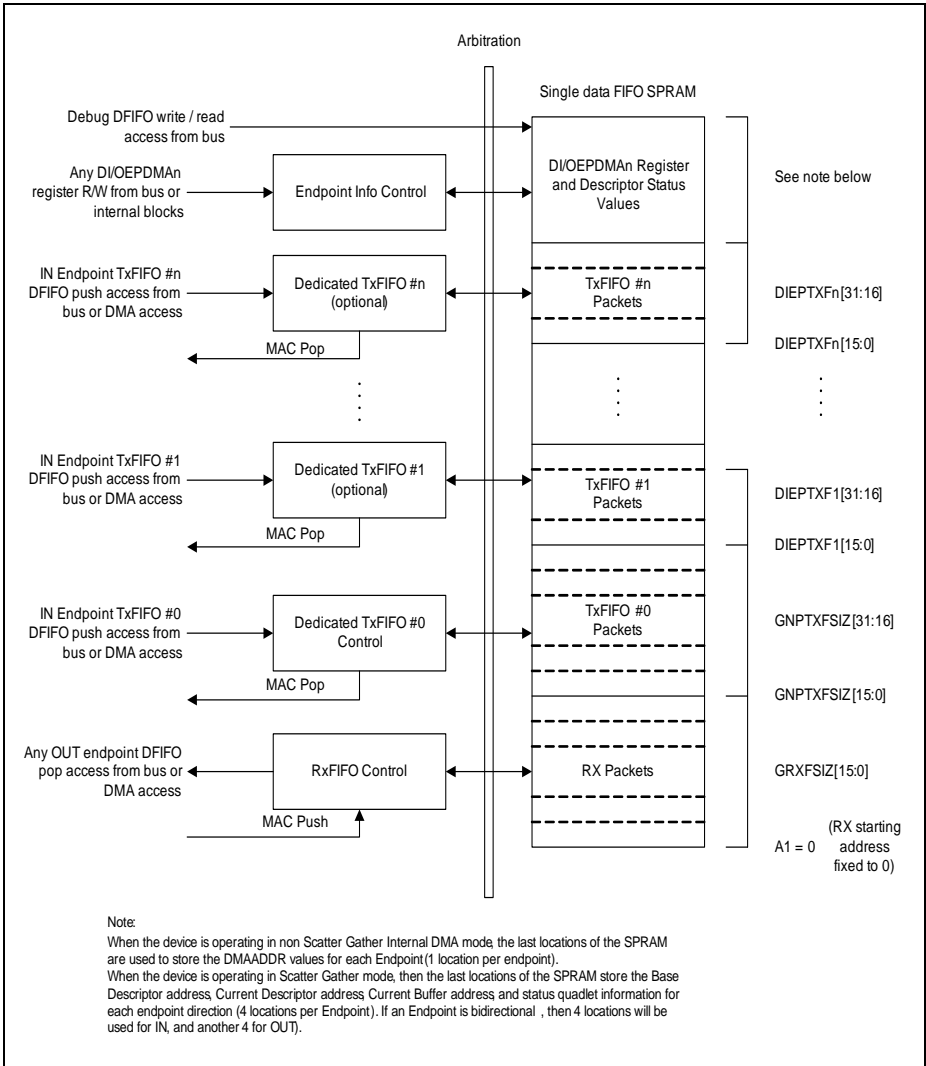 Arbitration
Single data FIFO SPRAM
Debug DFIFO write / read
access from bus
Any DI/OEPDMAn
register R/W from bus or
internal blocks
Endpoint Info Control
DI/OEPDMAn Register
and Descriptor Status
Values
See note below
IN Endpoint TxFIFO #n
DFIFO push access from
bus or DMA access
Dedicated TxFIFO #n
(optional)
MAC Pop
TxFIFO #n
Packets
DIEPTXFn[31:16]
DIEPTXFn[15:0]
IN Endpoint TxFIFO #1
DFIFO push access from
bus or DMA access
Dedicated TxFIFO #1
(optional)
MAC Pop
TxFIFO #1
Packets
DIEPTXF1[31:16]
DIEPTXF1[15:0]
IN Endpoint TxFIFO #0
DFIFO push access from
bus or DMA access
Dedicated TxFIFO #0
Control
MAC Pop
TxFIFO #0
Packets
GNPTXFSIZ[31:16]
GNPTXFSIZ[15:0]
Any OUT endpoint DFIFO
pop access from bus or
DMA access
RxFIFO Control
MAC Push
RX Packets
GRXFSIZ[15:0]
A1 = 0
(RX starting
address
fixed to 0)
Note:
When the device is operating in non Scatter Gather Internal DMA mode, the last locations of the SPRAM
are used to store the DMAADDR values for each Endpoint (1 location per endpoint).
When the device is operating in Scatter Gather mode, then the last locations of the SPRAM store the Base
Descriptor address, Current Descriptor address, Current Buffer address, and status quadlet information for
each endpoint direction (4 locations per Endpoint). If an Endpoint is bidirectional , then 4 locations will be
used for IN, and another 4 for OUT).